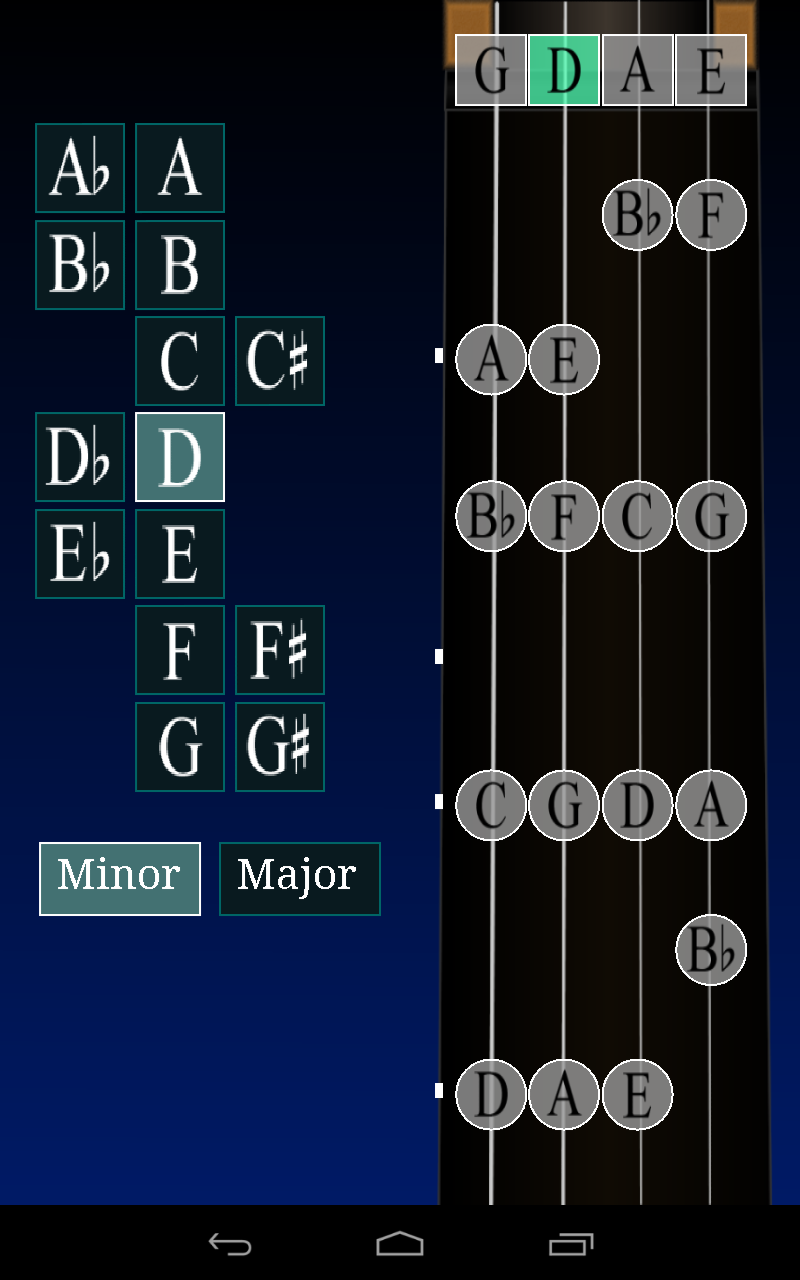 G D A E
A♭ A
B♭ F
B♭ B
C C♯
A E
D♭ D
B♭ F C G
E♭ E
F F♯
G G♯
C G D A
Minor Major
B♭
D A E